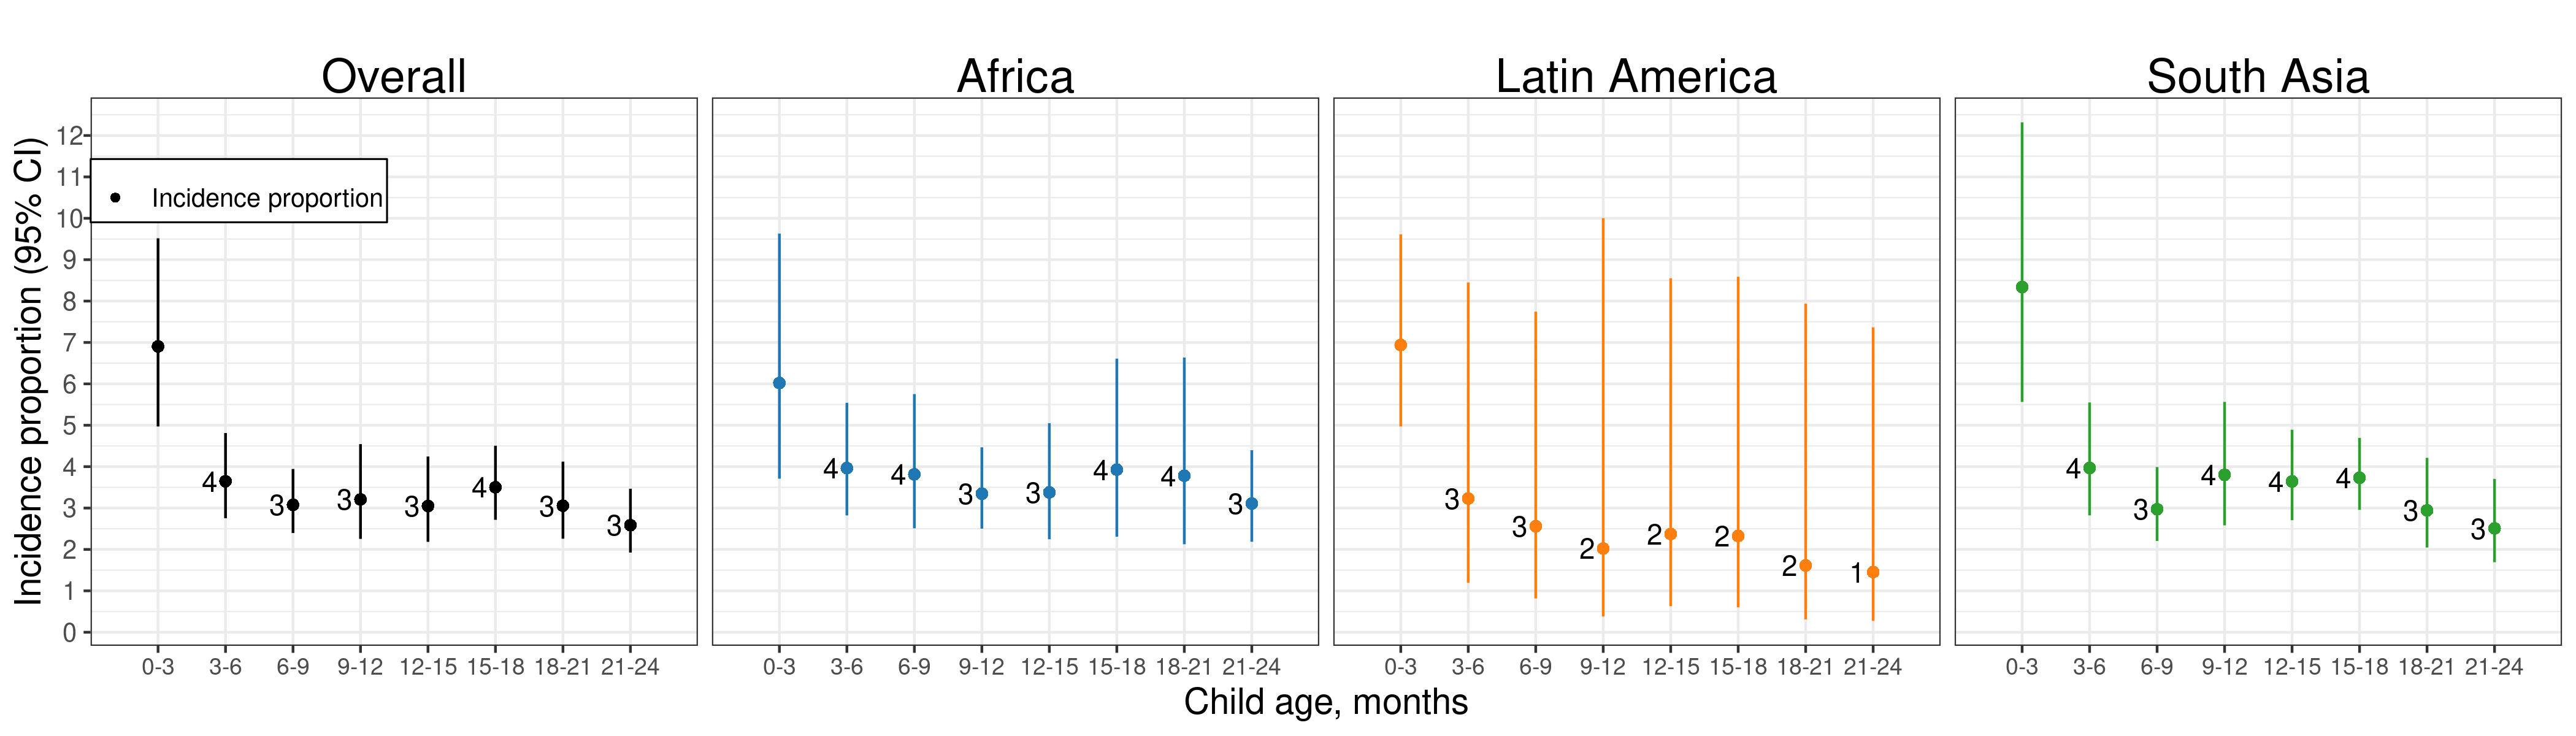 Overall Africa Latin America South Asia
Incidence proportion (95% CI)
12
11
10
9
8
7
6
5
4
3
2
1
0
Incidence proportion
4 3 3 3 4 3 3
4 4 3 3 4 4 3
3 3 2 2 2 2 1
4 3 4 4 4 3 3
0-3 3-6 6-9 9-12 12-15 15-18 18-21 21-24
0-3 3-6 6-9 9-12 12-15 15-18 18-21 21-24
0-3 3-6 6-9 9-12 12-15 15-18 18-21 21-24
0-3 3-6 6-9 9-12 12-15 15-18 18-21 21-24
Child age, months